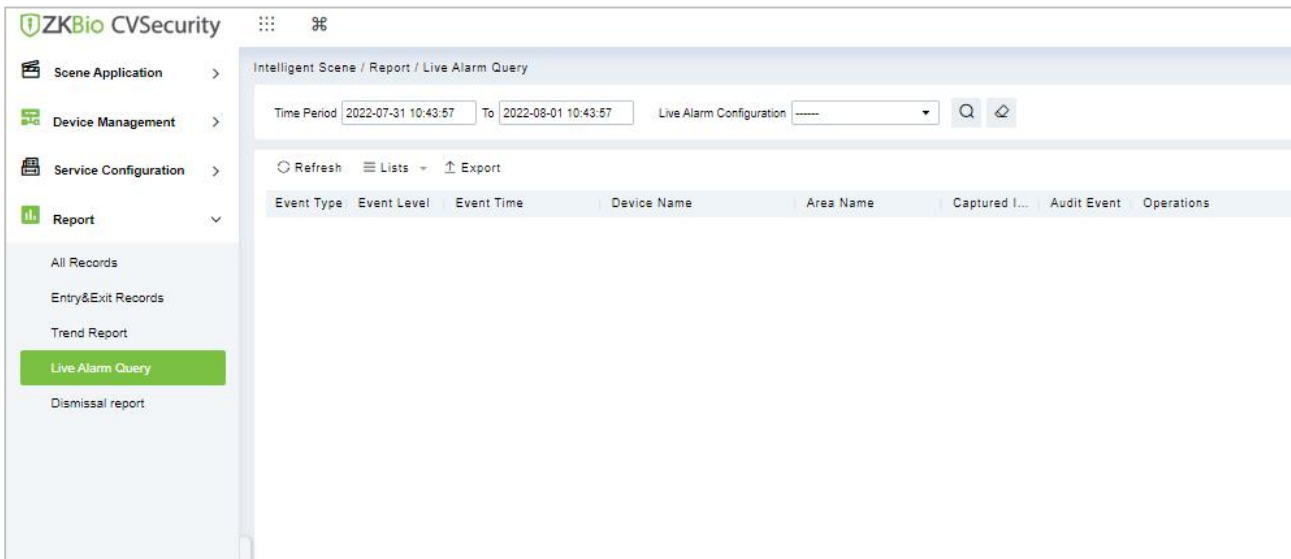 ZKBio CVSecurity
Scene Application
Device Management
Service Configuration
Report
All Records
Entry&Exit Records
Trend Report
Live Alarm Query
Dismissal report
Intelligent Scene / Report / Live Alarm Query
Time Period 2022-07-31 10:43:57 To 2022-08-01 10:43:57 Live Alarm Configuration ------
Refresh Lists Export
Event Type Event Level Event Time Device Name Area Name Captured I... Audit Event Operations